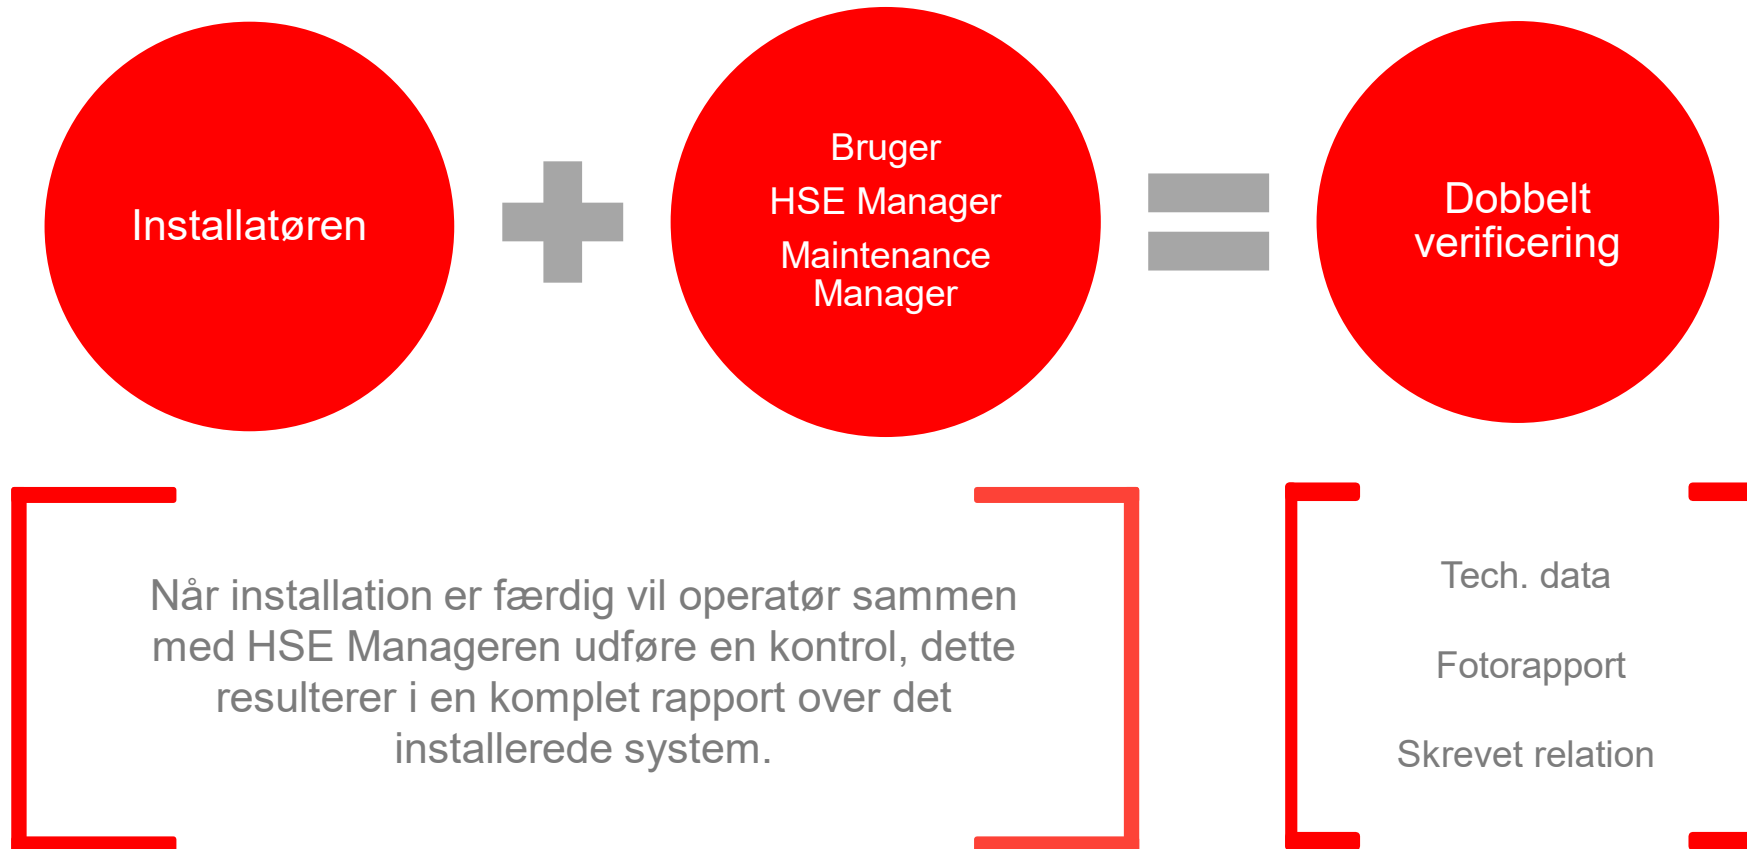 Installatøren
Bruger
HSE Manager
Maintenance
Manager
Dobbelt
verificering
Når installation er færdig vil operatør sammen
med HSE Manageren udføre en kontrol, dette
resulterer i en komplet rapport over det
installerede system.
Tech. data
Fotorapport
Skrevet relation